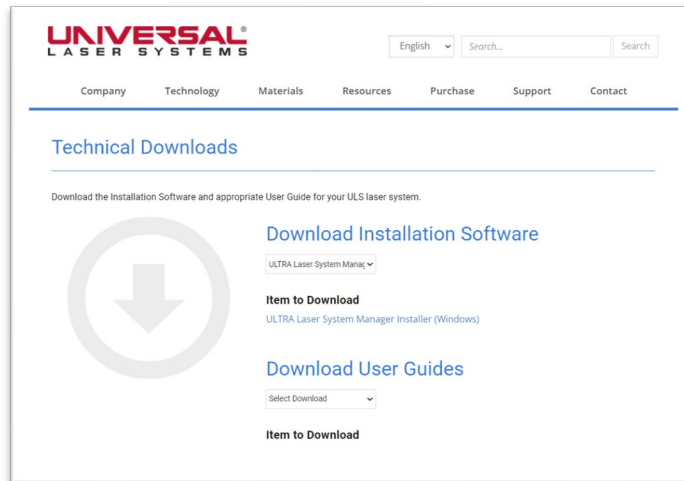 UNIVERSAL®
LASER SYSTEMS
English
Search...
Search
Company Technology Materials Resources Purchase Support Contact
Technical Downloads
Download the Installation Software and appropriate User Guide for your ULS laser system.
Download Installation Software
ULTRA Laser System Manag
Item to Download
ULTRA Laser System Manager Installer (Windows)
Download User Guides
Select Download
Item to Download